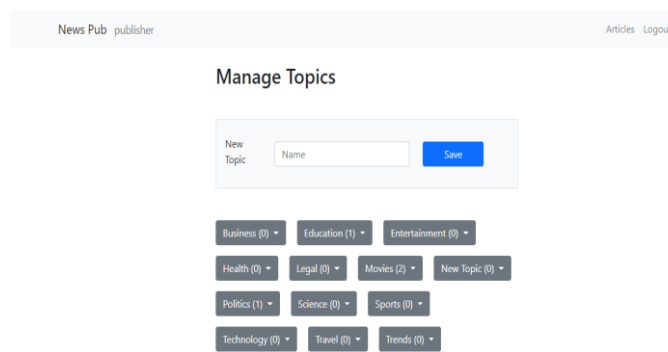 News Pub publisher Articles Logou
Manage Topics
New
Topic
Name
Save
Business (0) Education (1) Entertainment (0)
Health (0) Legal (0) Movies (2) New Topic (0)
Politics (1) Science (0) Sports (0)
Technology (0) Travel (0) Trends (0)